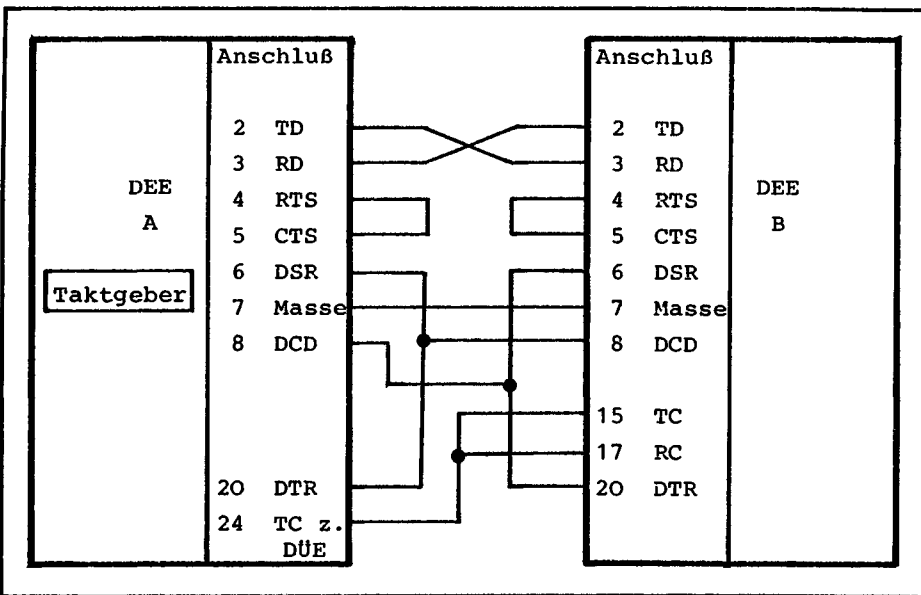 Anschluß
2 TD
3 RD
4 RTS
5 CTS
6 DSR
7 Masse
8 DCD
20 DTR
24 TC z.
DÜE
DEE
A
Taktgeber
Anschluß
2 TD
3 RD
4 RTS
5 CTS
6 DSR
7 Masse
8 DCD
15 TC
17 RC
20 DTR
DEE
B